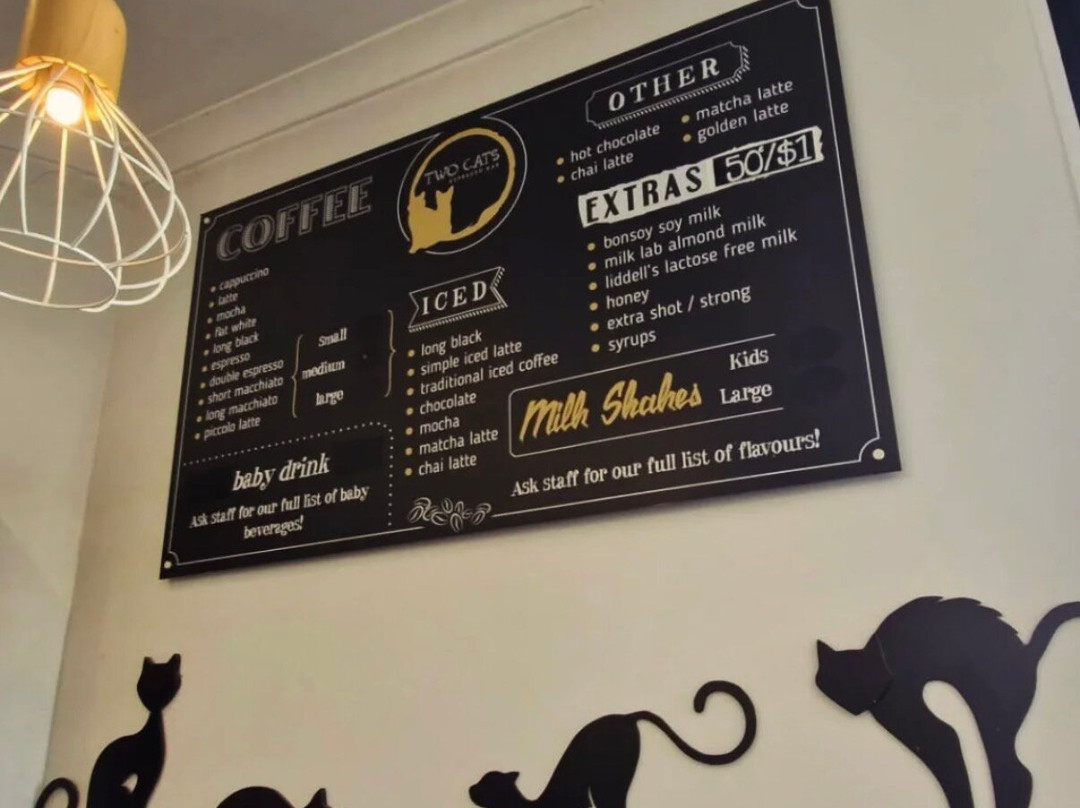 COFFEE
cappuccino
latte
mocha
flat white
long black
espresso
double espresso
short macchiato
long macchiato
piccolo latte
small
medium
large
baby drink
Ask staff for our full list of baby
beverages!
TWO CATS
ESPRESSO BAR
ICED
long black
simple iced latte
traditional iced coffee
chocolate
mocha
matcha latte
chai latte
OTHER
hot chocolate
chai latte
matcha latte
golden latte
EXTRAS 50/$1
bonsoy soy milk
milk lab almond milk
liddell's lactose free milk
honey
extra shot / strong
syrups
Milk Shakes
Kids
Large
Ask staff for our full list of flavours!